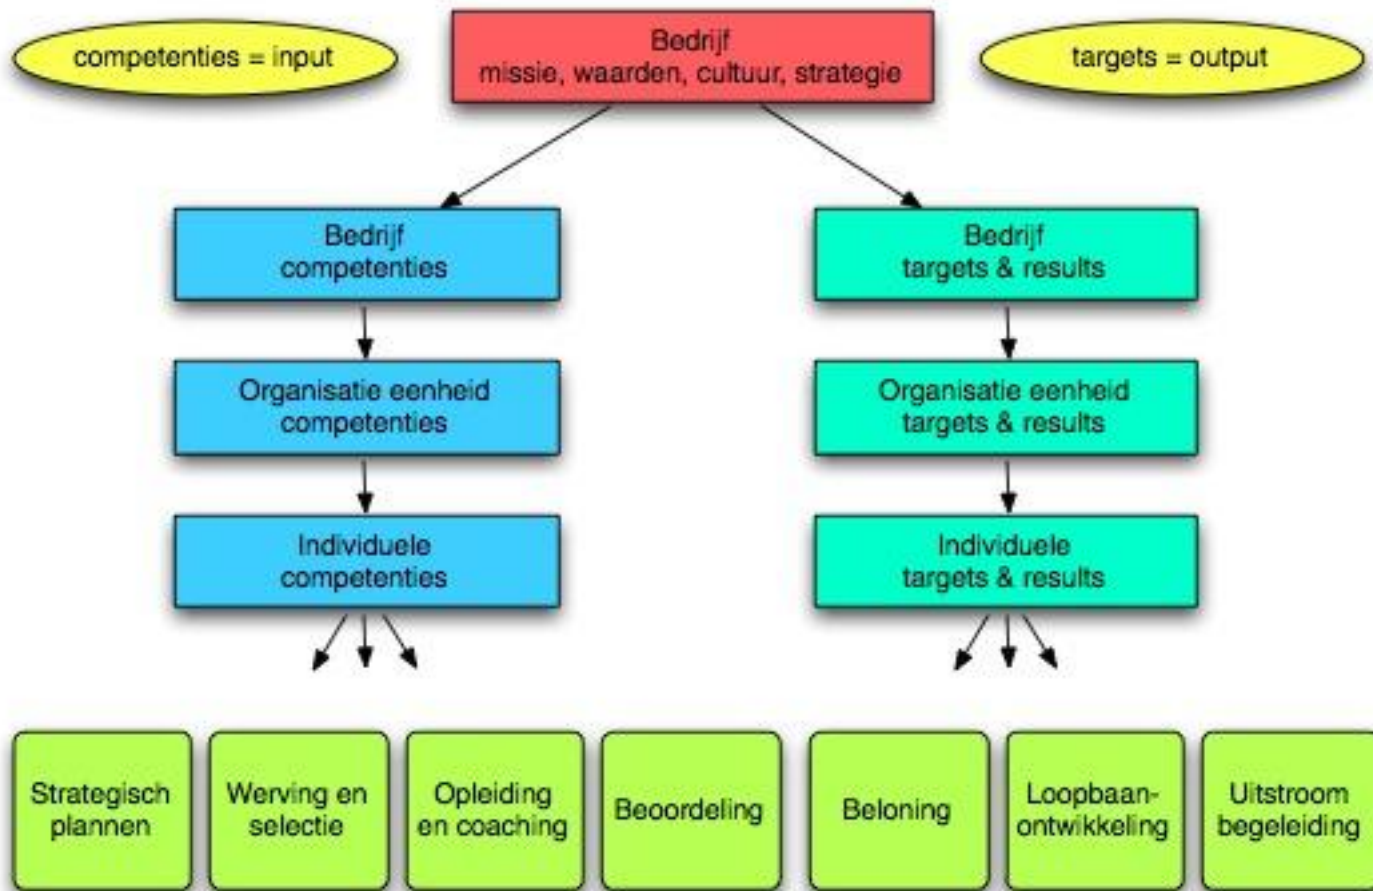 competenties = input
Bedrijf
missie, waarden, cultuur, strategie
targets = output
Bedrijf
competenties
Bedrijf
targets & results
Organisatie eenheid
competenties
Organisatie eenheid
targets & results
Individuele
competenties
Individuele
targets & results
Strategisch
plannen
Werving en
selectie
Opleiding
en coaching
Beoordeling
Beloning
Loopbaan-
ontwikkeling
Uitstroom
begeleiding